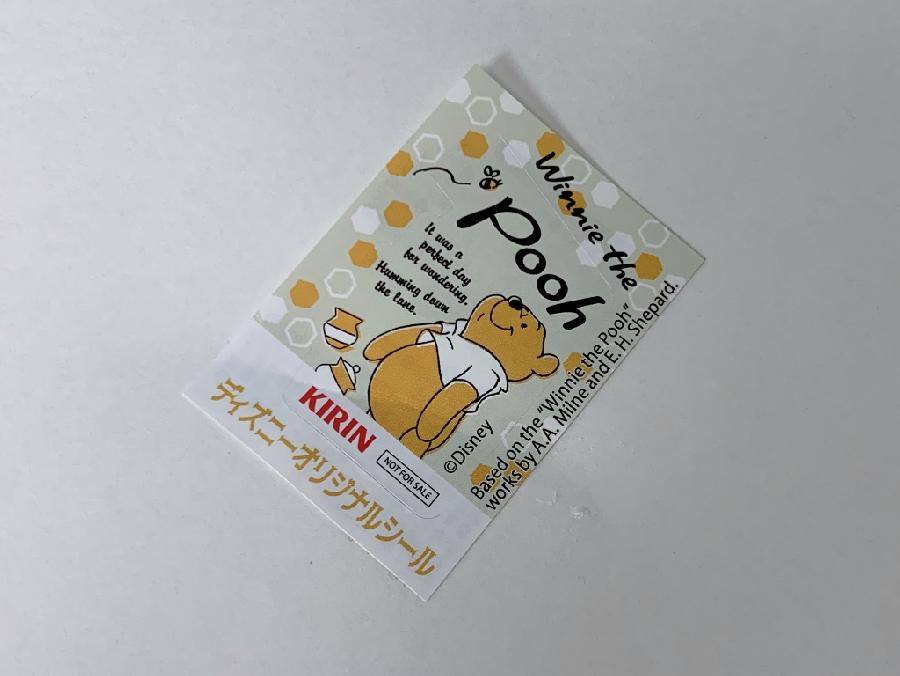 Winnie the
Pooh
It was a
perfect day
for wondering.
Humming down
the lane.
KIRIN
NOT FOR SALE
©Disney
Based on the "Winnie the Pooh"
works by A.A. Milne and E. H. Shepard.
ディズニーオリジナルシール